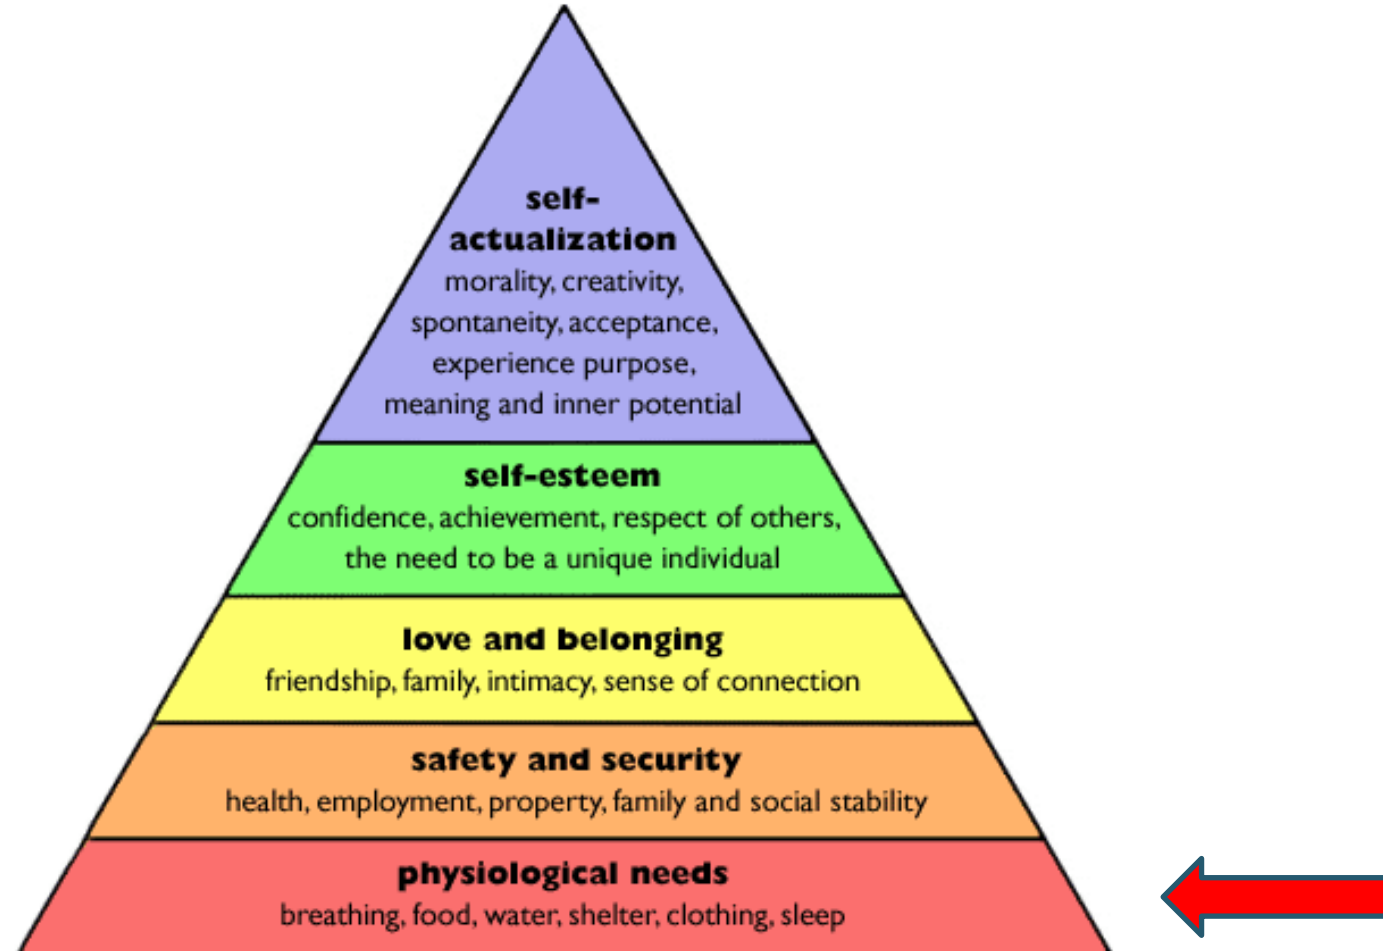 self-
actualization
morality, creativity,
spontaneity, acceptance,
experience purpose,
meaning and inner potential
self-esteem
confidence, achievement, respect of others,
the need to be a unique individual
love and belonging
friendship, family, intimacy, sense of connection
safety and security
health, employment, property, family and social stability
physiological needs
breathing, food, water, shelter, clothing, sleep